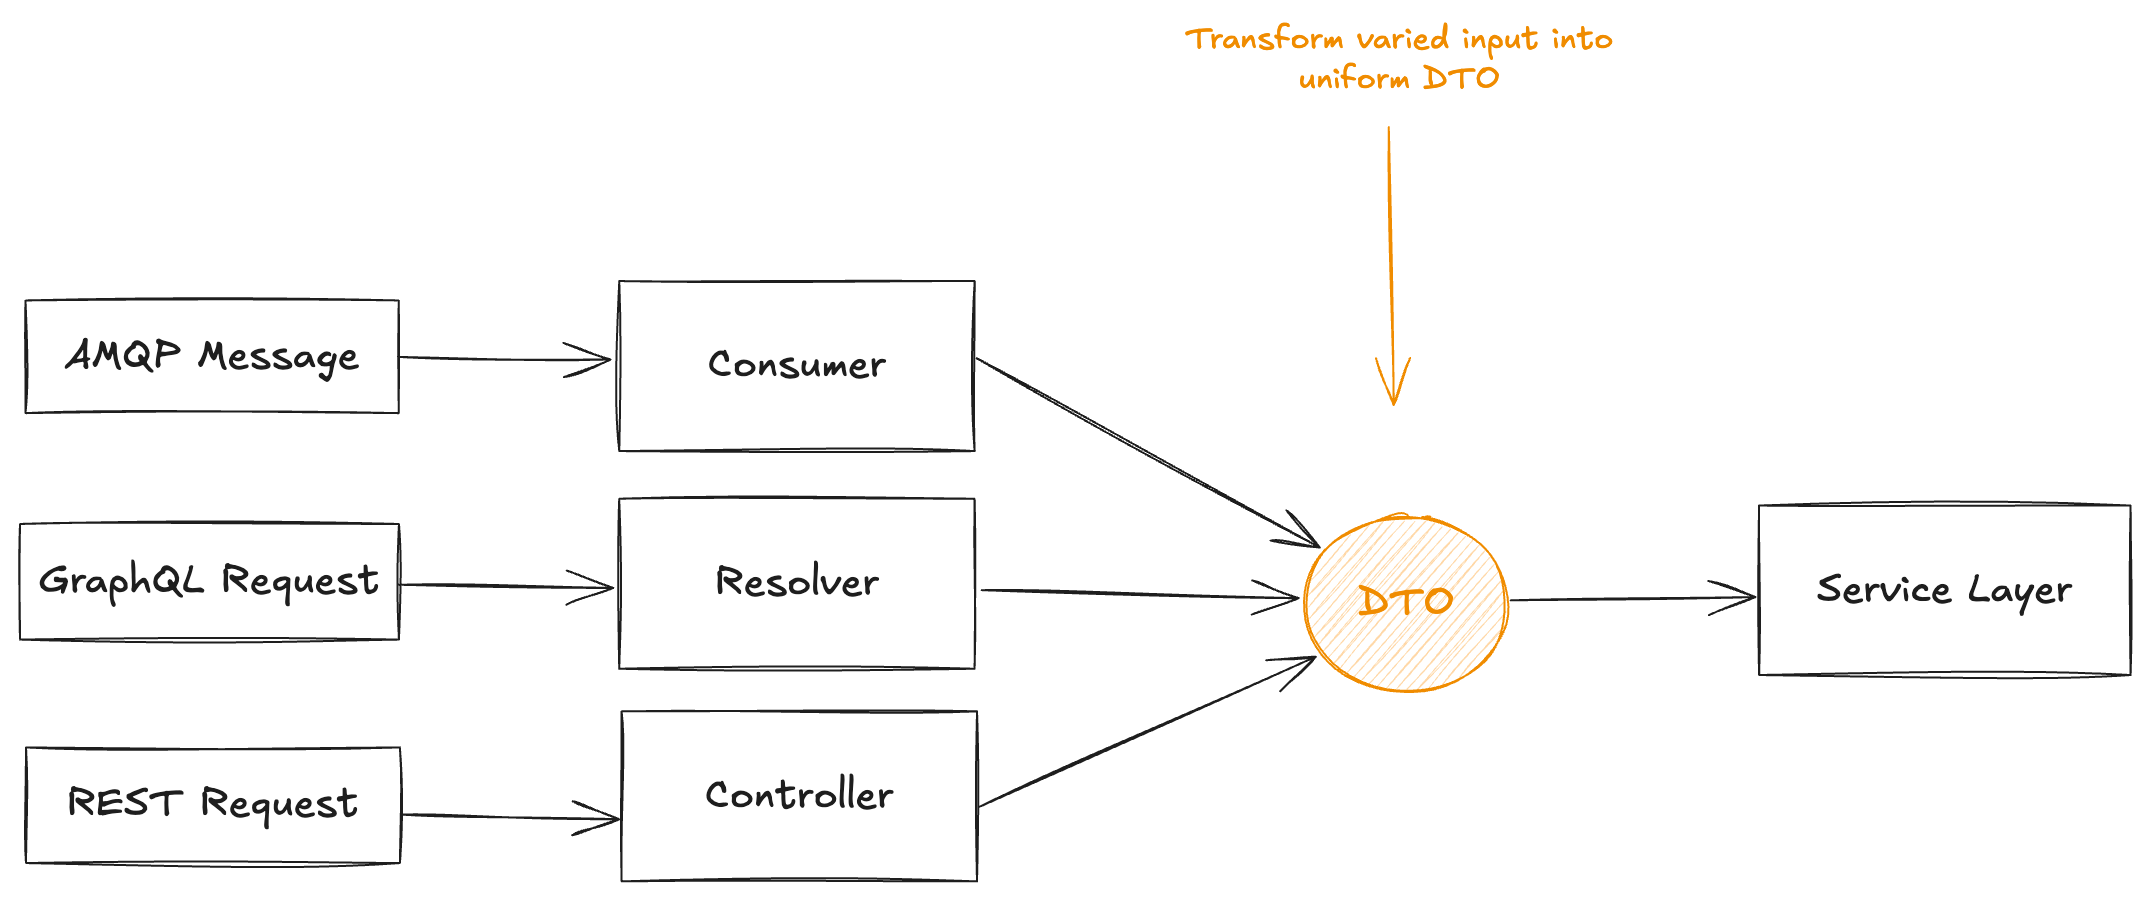 Transform varied input into
uniform DTO
AMQP Message
Consumer
GraphQL Request
Resolver
DTO
Service Layer
REST Request
Controller